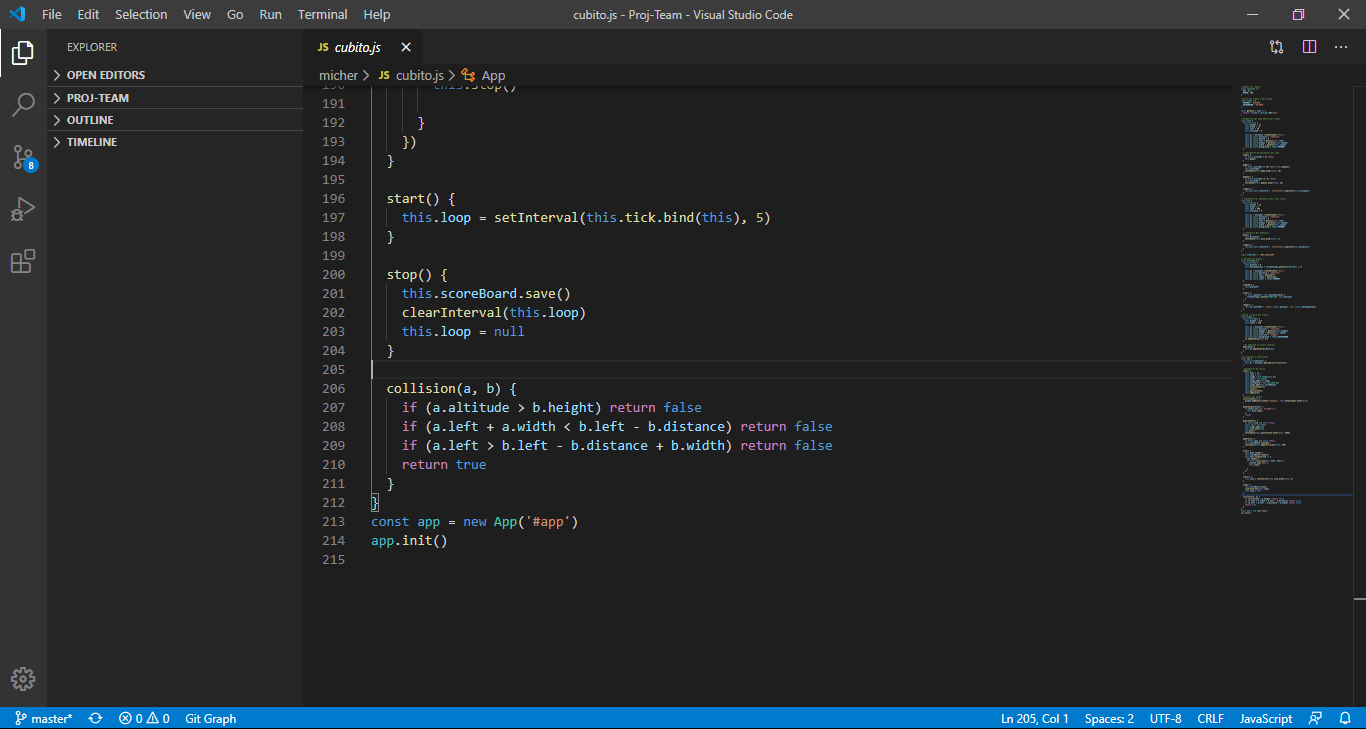 File Edit Selection View Go Run Terminal Help
cubito.js - Proj-Team - Visual Studio Code
EXPLORER
OPEN EDITORS
PROJ-TEAM
OUTLINE
TIMELINE
8
JS cubito.js
micher > JS cubito.js > App
190 this.stop()
191
192 }
193 })
194 }
195
196 start() {
197 this.loop = setInterval(this.tick.bind(this), 5)
198 }
199
200 stop() {
201 this.scoreBoard.save()
202 clearInterval(this.loop)
203 this.loop = null
204 }
205
206 collision(a, b) {
207 if (a.altitude > b.height) return false
208 if (a.left + a.width < b.left - b.distance) return false
209 if (a.left > b.left - b.distance + b.width) return false
210 return true
211 }
212 }
213 const app = new App('#app')
214 app.init()
215
master* 0 0 Git Graph
Ln 205, Col 1 Spaces: 2 UTF-8 CRLF JavaScript